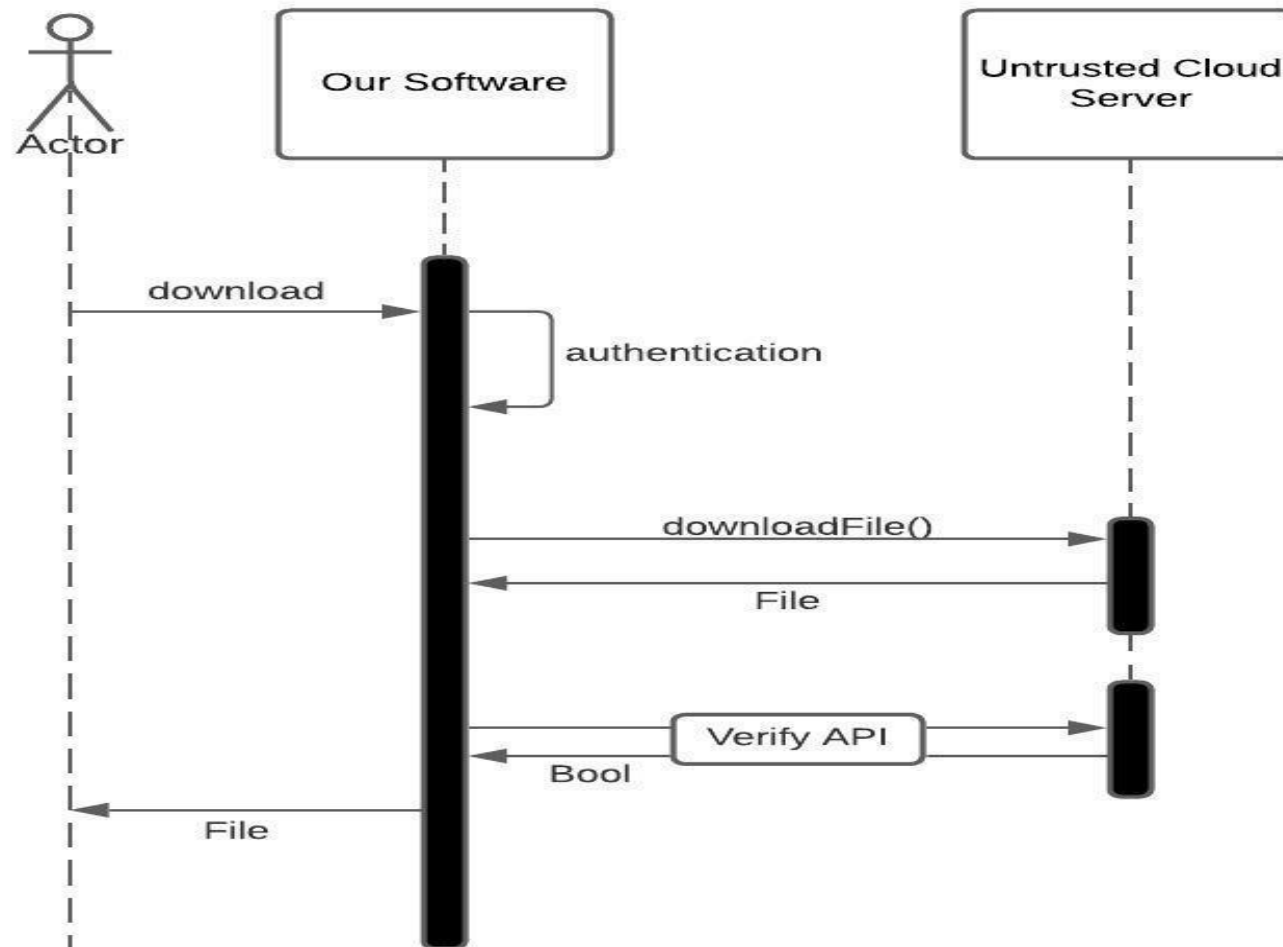 Our Software
Untrusted Cloud
Server
Actor
download
authentication
downloadFile()
File
Verify API
Bool
File